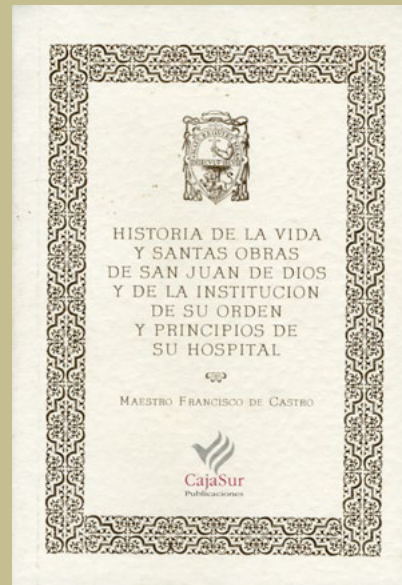 HISTORIA DE LA VIDA
Y SANTAS OBRAS
DE SAN JUAN DE DIOS
Y DE LA INSTITUCION
DE SU ORDEN
Y PRINCIPIOS DE
SU HOSPITAL
MAESTRO FRANCISCO DE CASTRO
CajaSur
Publicaciones